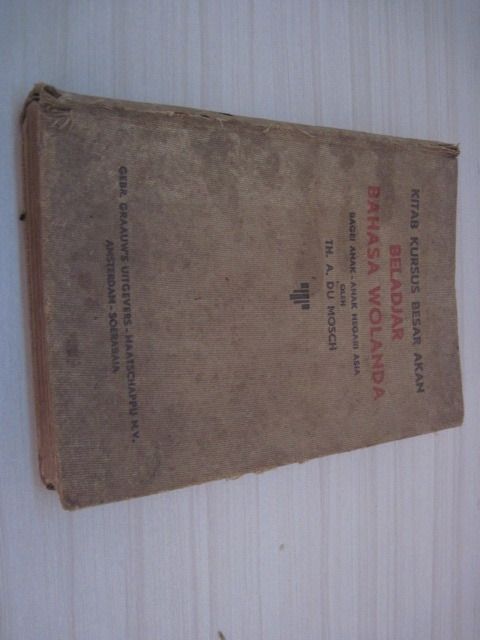 KITAB KURSUS BESAR AKAN
BELADJAR
BAHASA WOLANDA
BAGEI ANAK-ANAK NEGARI ASIA
OLEH
TH. A. DU MOSCH
GEBR. GRAAUW'S UITGEVERS-MAATSCHAPPIJ N.V.
AMSTERDAM-SOERABAIA